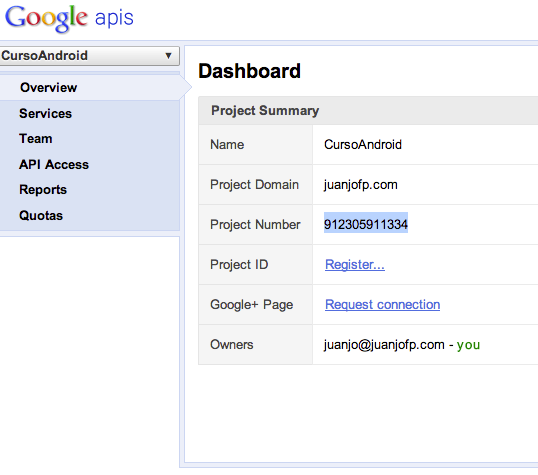 Google apis
CursoAndroid
Overview
Services
Team
API Access
Reports
Quotas
Dashboard
Project Summary
Name CursoAndroid
Project Domain juanjofp.com
Project Number 912305911334
Project ID Register...
Google+ Page Request connection
Owners juanjo@juanjofp.com - you